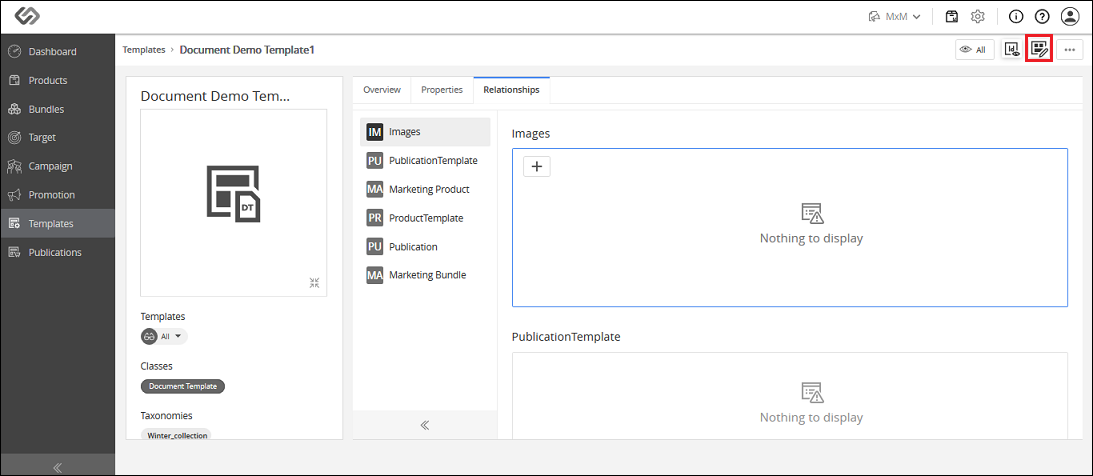 MxM
Dashboard
Products
Bundles
Target
Campaign
Promotion
Templates
Publications
Templates › Document Demo Template1
All
Id
Document Demo Tem...
DT
Templates
All
Classes
Document Template
Taxonomies
Winter_collection
Overview
Properties
Relationships
IM Images
PU PublicationTemplate
MA Marketing Product
PR ProductTemplate
PU Publication
MA Marketing Bundle
Images
Nothing to display
PublicationTemplate
Nothing to display